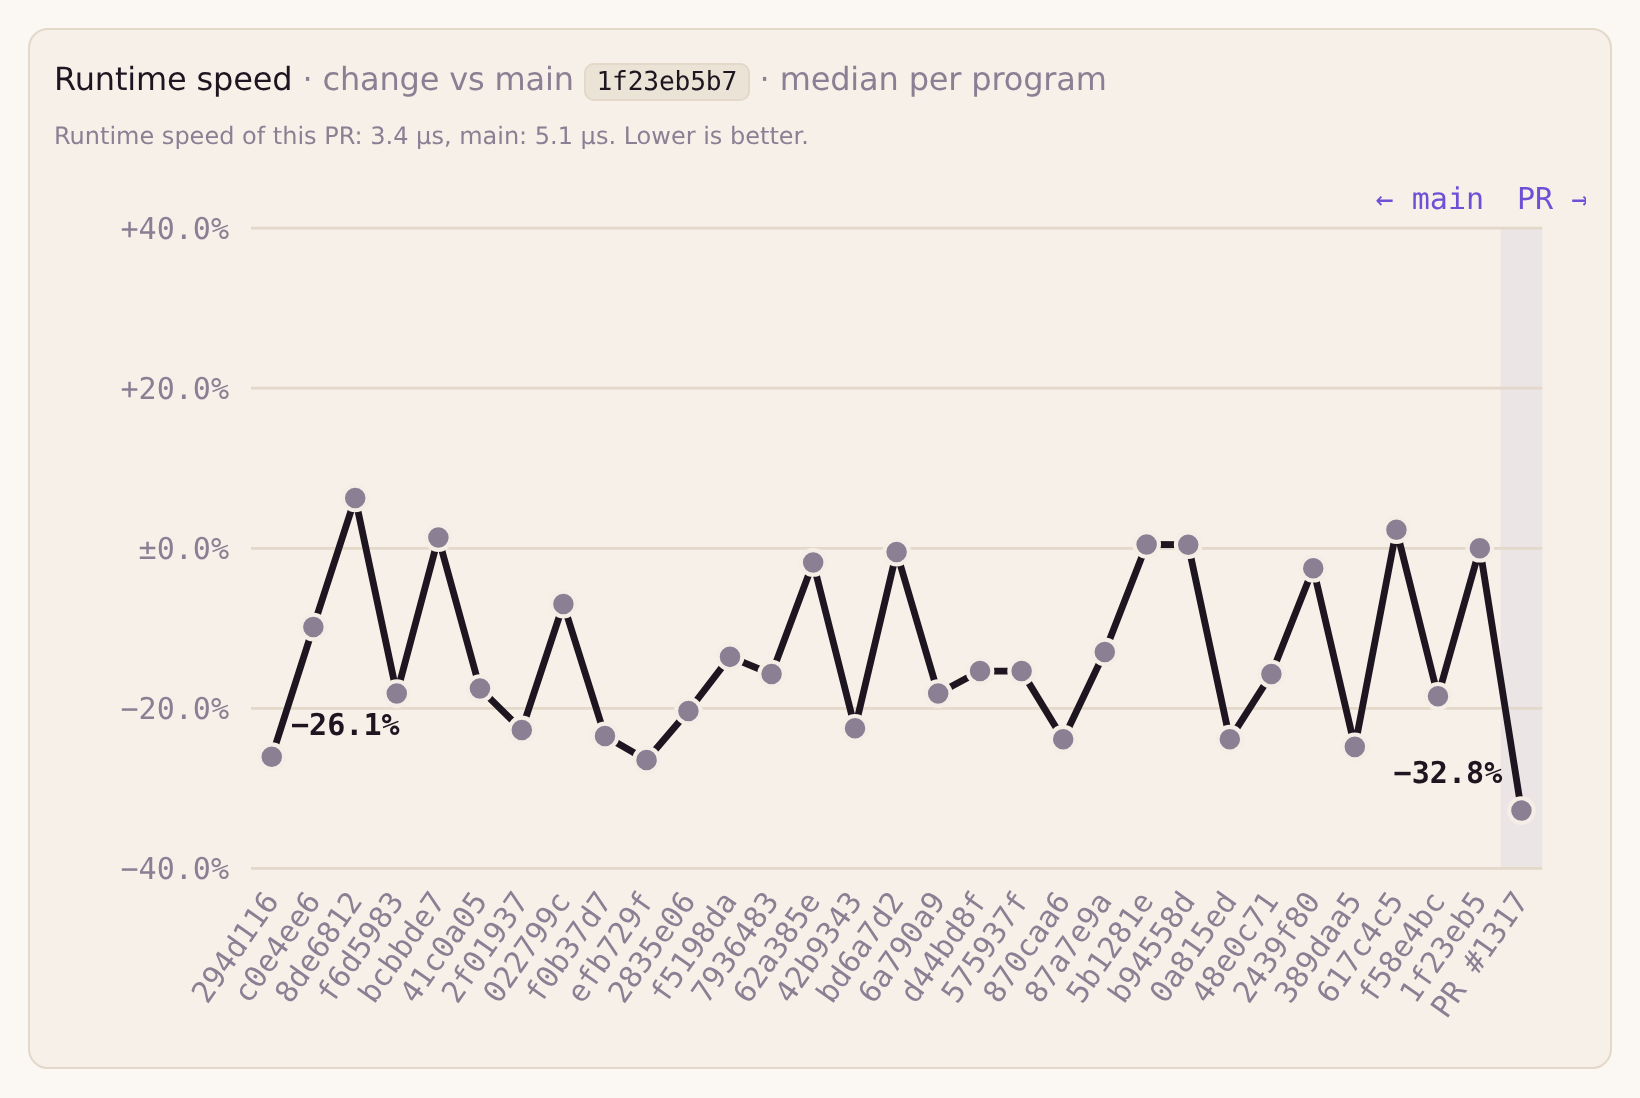 Runtime speed · change vs main 1f23eb5b7 · median per program
Runtime speed of this PR: 3.4 µs, main: 5.1 µs. Lower is better.
← main PR →
+40.0%
+20.0%
±0.0%
−20.0%
−40.0%
−26.1%
−32.8%
294d116
c0e4ee6
8de6812
f6d5983
bcbbde7
41c0a05
2f01937
022799c
f0b37d7
efb729f
2835e06
f5198da
7936483
62a385e
42b9343
bd6a7d2
6a790a9
d44bd8f
575937f
870caa6
87a7e9a
5b1281e
b94558d
0a815ed
48e0c71
2439f80
389daa5
617c4c5
f58e4bc
1f23eb5
PR #1317